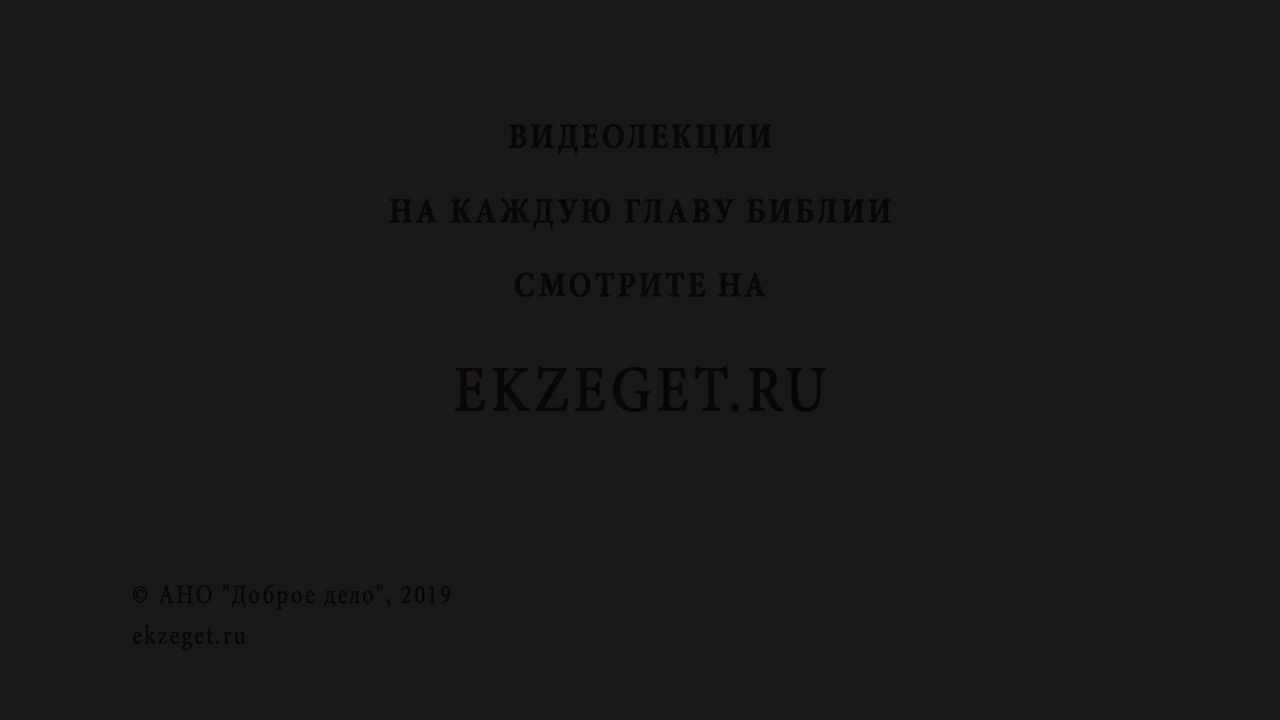 ВИДЕОЛЕКЦИИ
НА КАЖДУЮ ГЛАВУ БИБЛИИ
СМОТРИТЕ НА
EKZEGET.RU
© АНО "Доброе дело", 2019
ekzeget.ru